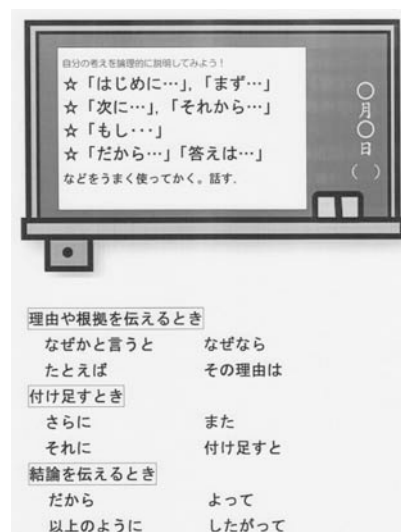 自分の考えを論理的に説明してみよう！
☆「はじめに…」，「まず…」
☆「次に…」，「それから…」
☆「もし・・・」
☆「だから…」「答えは…」
などをうまく使ってかく。話す．
〇月〇日（ ）
理由や根拠を伝えるとき
なぜかと言うと　なぜなら
たとえば　その理由は
付け足すとき
さらに　また
それに　付け足すと
結論を伝えるとき
だから　よって
以上のように　したがって